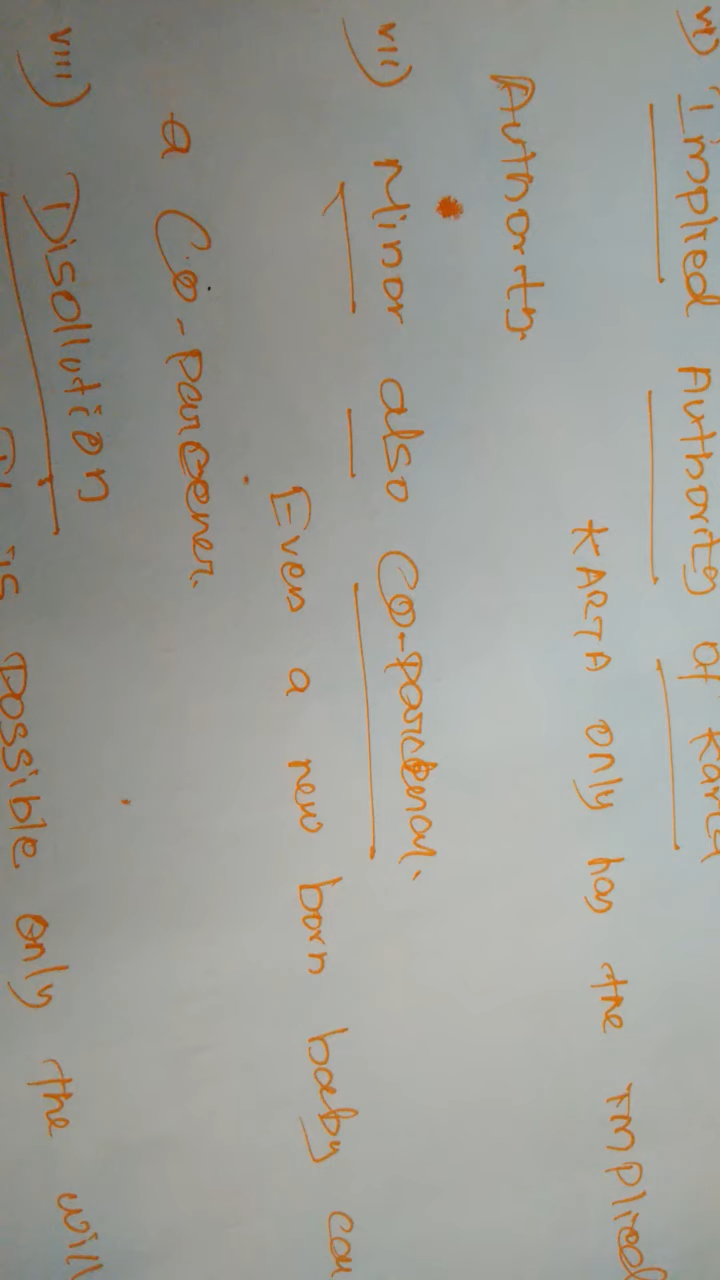 vi) Implied Authority of Karta
KARTA only has the IMplied
Authority.
vii) Minor also Co-parcenar.
Even a new born baby can
a Co-parcener.
viii) Disollution
is possible only the will